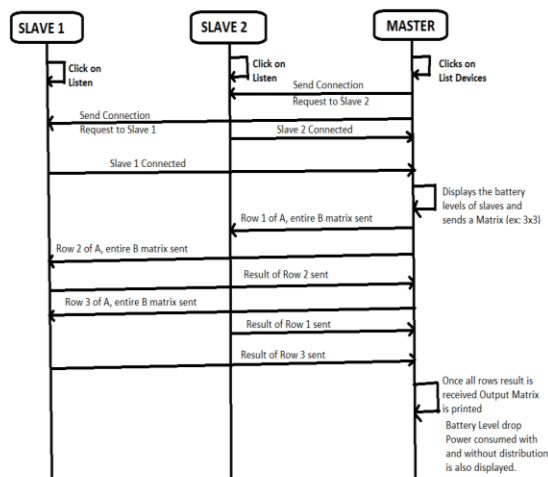 SLAVE 1
SLAVE 2
MASTER
Click on
Listen
Click on
Listen
Clicks on
List Devices
Send Connection
Request to Slave 2
Send Connection
Request to Slave 1
Slave 2 Connected
Slave 1 Connected
Displays the battery
levels of slaves and
sends a Matrix (ex: 3x3)
Row 1 of A, entire B matrix sent
Row 2 of A, entire B matrix sent
Result of Row 2 sent
Row 3 of A, entire B matrix sent
Result of Row 1 sent
Result of Row 3 sent
Once all rows result is
received Output Matrix
is printed
Battery Level drop
Power consumed with
and without distribution
is also displayed.